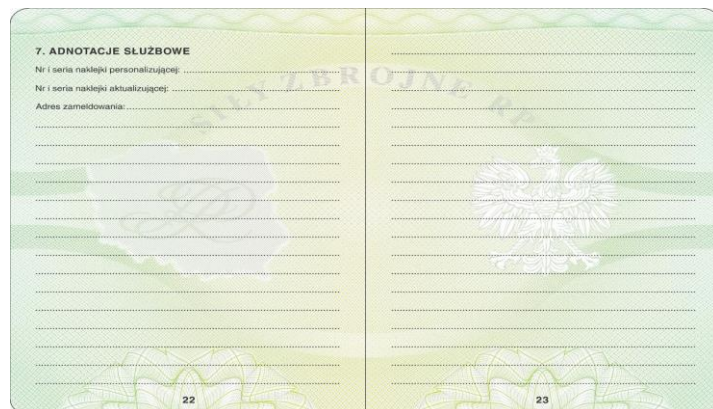 7. ADNOTACJE SŁUŻBOWE
Nr i seria naklejki personalizującej:
Nr i seria naklejki aktualizującej:
Adres zameldowania:
SIŁY ZBROJNE RP
22
23